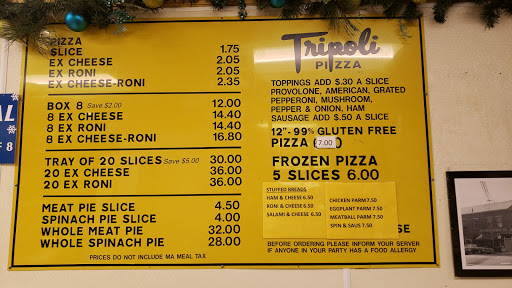 PIZZA
SLICE 1.75
EX CHEESE 2.05
EX RONI 2.05
EX CHEESE-RONI 2.35
BOX 8 Save $2.00 12.00
8 EX CHEESE 14.40
8 EX RONI 14.40
8 EX CHEESE-RONI 16.80
TRAY OF 20 SLICES Save $5.00 30.00
20 EX CHEESE 36.00
20 EX RONI 36.00
MEAT PIE SLICE 4.50
SPINACH PIE SLICE 4.00
WHOLE MEAT PIE 32.00
WHOLE SPINACH PIE 28.00
PRICES DO NOT INCLUDE MA MEAL TAX
Tripoli
PIZZA
TOPPINGS ADD $.30 A SLICE
PROVOLONE, AMERICAN, GRATED
PEPPERONI, MUSHROOM,
PEPPER & ONION, HAM
SAUSAGE ADD $.50 A SLICE
12"-99% GLUTEN FREE
PIZZA 7.00
FROZEN PIZZA
5 SLICES 6.00
STUFFED BREADS
HAM & CHEESE 6.50
RONI & CHEESE 6.50
SALAMI & CHEESE 6.50
CHICKEN PARM 7.50
EGGPLANT PARM 7.50
MEATBALL PARM 7.50
SPIN & SAUS 7.50
SE
BEFORE ORDERING PLEASE INFORM YOUR SERVER
IF ANYONE IN YOUR PARTY HAS A FOOD ALLERGY
AL
OF 8